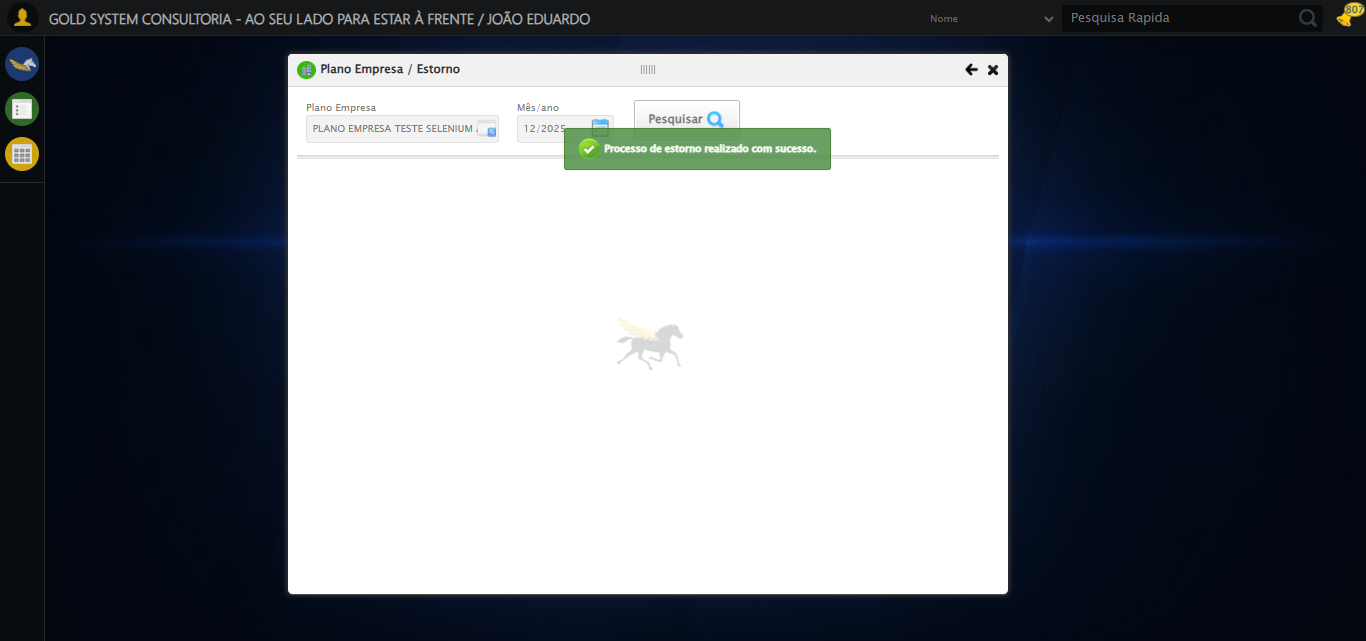 GOLD SYSTEM CONSULTORIA - AO SEU LADO PARA ESTAR À FRENTE / JOÃO EDUARDO
Nome
Pesquisa Rapida
807
Plano Empresa / Estorno
Plano Empresa
Mês/ano
PLANO EMPRESA TESTE SELENIUM
12/2025
Pesquisar
Processo de estorno realizado com sucesso.